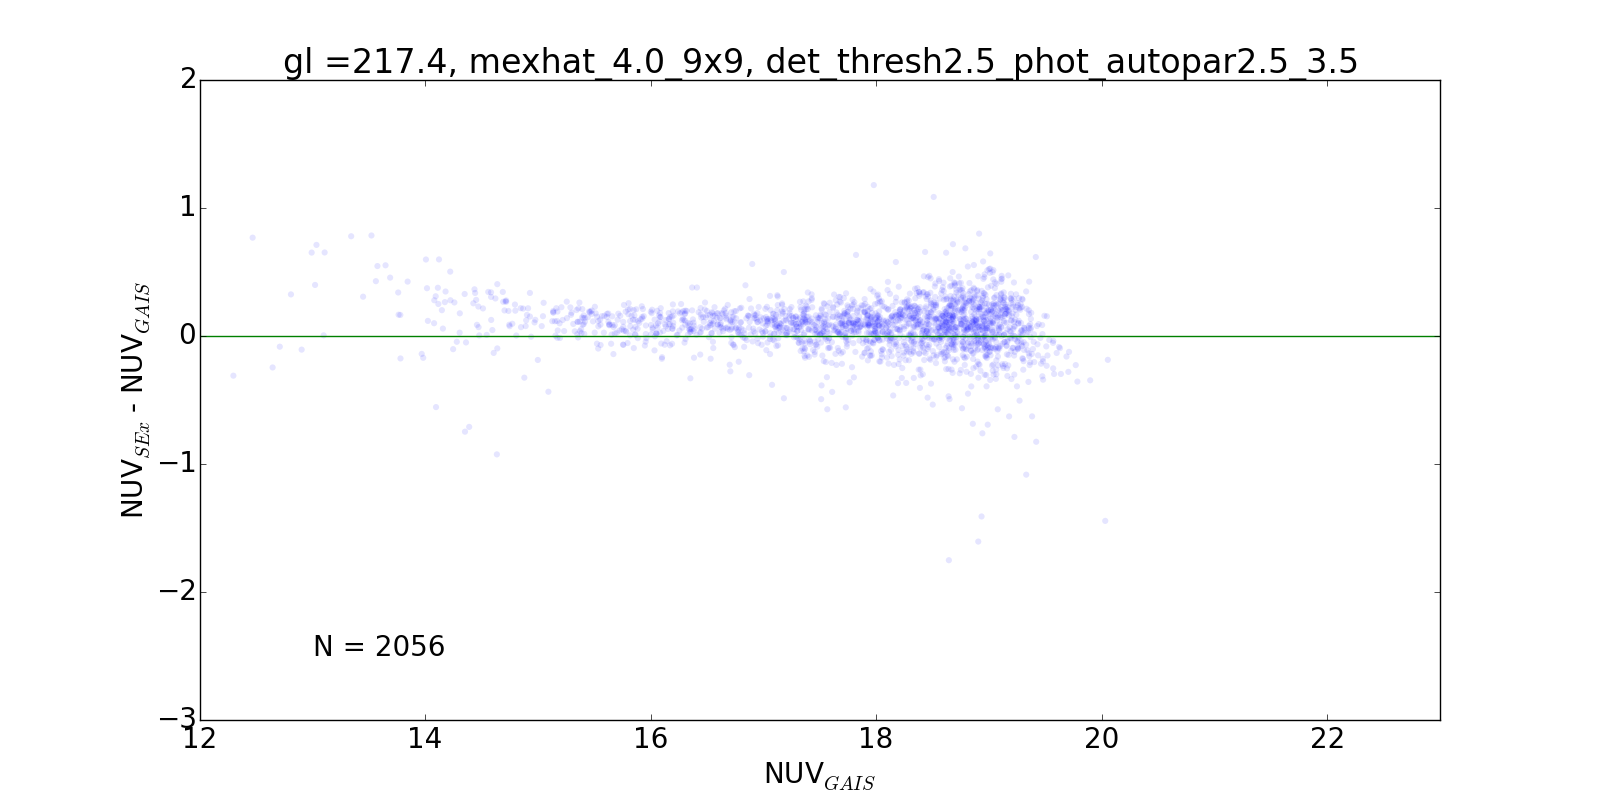 gl =217.4, mexhat_4.0_9x9, det_thresh2.5_phot_autopar2.5_3.5
2
1
0
−1
−2
−3
NUV_SEx - NUV_GAIS
N = 2056
12 14 16 18 20 22
NUV_GAIS